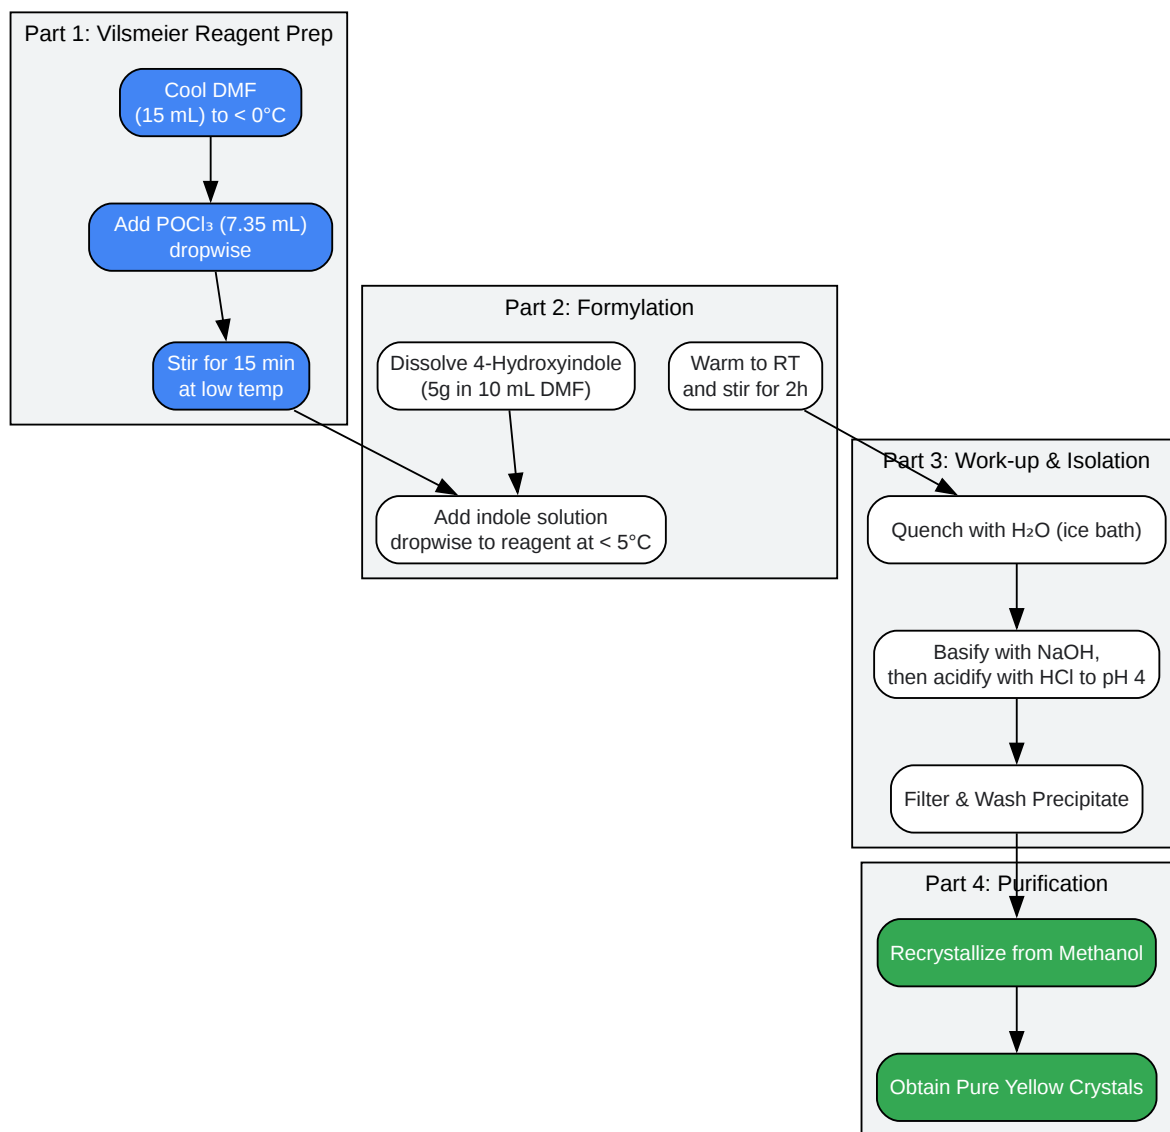 Part 1: Vilsmeier Reagent Prep
Cool DMF
(15 mL) to < 0°C
Add POCl₃ (7.35 mL)
dropwise
Stir for 15 min
at low temp
Part 2: Formylation
Dissolve 4-Hydroxyindole
(5g in 10 mL DMF)
Warm to RT
and stir for 2h
Add indole solution
dropwise to reagent at < 5°C
Part 3: Work-up & Isolation
Quench with H₂O (ice bath)
Basify with NaOH,
then acidify with HCl to pH 4
Filter & Wash Precipitate
Part 4: Purification
Recrystallize from Methanol
Obtain Pure Yellow Crystals